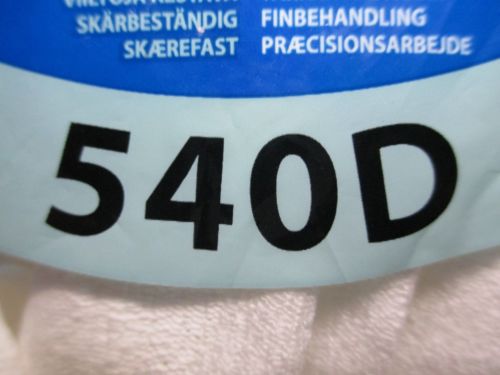 SKÄRBESTÄNDIG
FINBEHANDLING
SKÆREFAST
PRÆCISIONSARBEJDE
540D